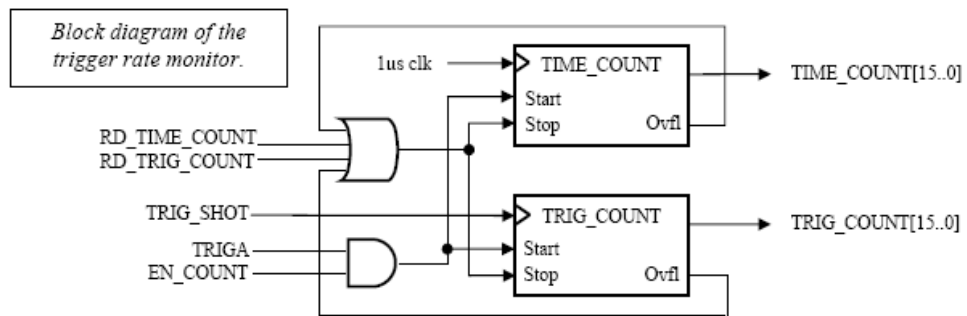 Block diagram of the
trigger rate monitor.
1us clk
TIME_COUNT
TIME_COUNT[15..0]
Start
Stop
Ovfl
RD_TIME_COUNT
RD_TRIG_COUNT
TRIG_SHOT
TRIG_COUNT
TRIG_COUNT[15..0]
TRIGA
Start
EN_COUNT
Stop
Ovfl